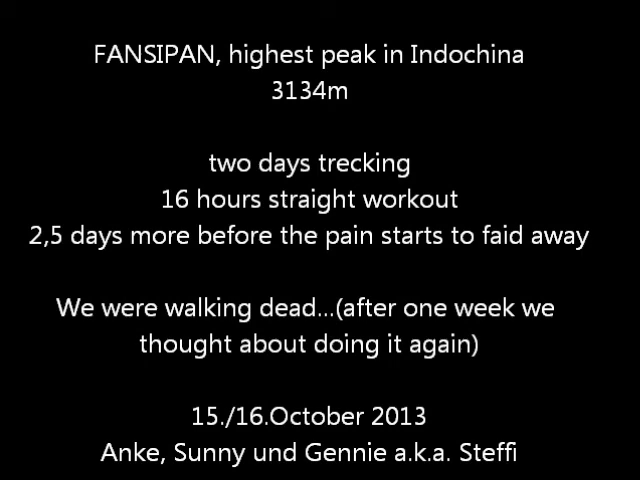 FANSIPAN, highest peak in Indochina
3134m
two days trecking
16 hours straight workout
2,5 days more before the pain starts to faid away
We were walking dead...(after one week we
thought about doing it again)
15./16.October 2013
Anke, Sunny und Gennie a.k.a. Steffi